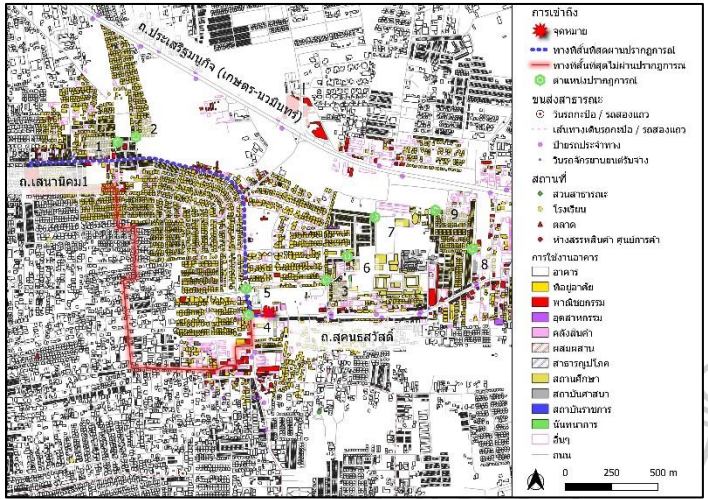 ถ.ประเสริฐมนูกิจ (เกษตร-นวมินทร์)
1
2
ถ.เสนานิคม1
9
7
8
6
3
5
4
ถ.สุคนธสวัสดิ์
การเข้าถึง
จุดหมาย
ทางที่สั้นที่สุดผ่านปรากฏการณ์
ทางที่สั้นที่สุดไม่ผ่านปรากฏการณ์
ตำแหน่งปรากฏการณ์
ขนส่งสาธารณะ
วินรถกะป๊อ / รถสองแถว
เส้นทางเดินรถกะป๊อ / รถสองแถว
ป้ายรถประจำทาง
วินรถจักรยานยนต์รับจ้าง
สถานที่
สวนสาธารณะ
โรงเรียน
ตลาด
ห้างสรรพสินค้า ศูนย์การค้า
การใช้งานอาคาร
อาคาร
ที่อยู่อาศัย
พาณิชยกรรม
อุตสาหกรรม
คลังสินค้า
ผสมผสาน
สาธารณูปโภค
สถานศึกษา
สถาบันศาสนา
สถาบันราชการ
นันทนาการ
อื่นๆ
ถนน
0 250 500 m